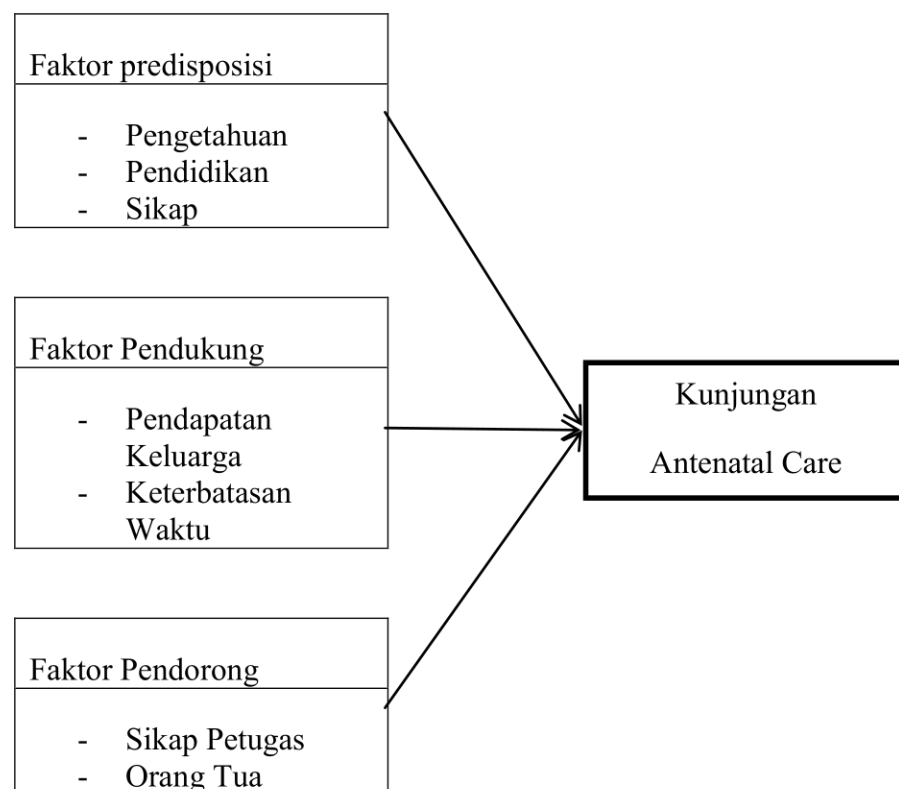 Faktor predisposisi
- Pengetahuan
- Pendidikan
- Sikap
Faktor Pendukung
- Pendapatan
Keluarga
- Keterbatasan
Waktu
Faktor Pendorong
- Sikap Petugas
- Orang Tua
Kunjungan
Antenatal Care